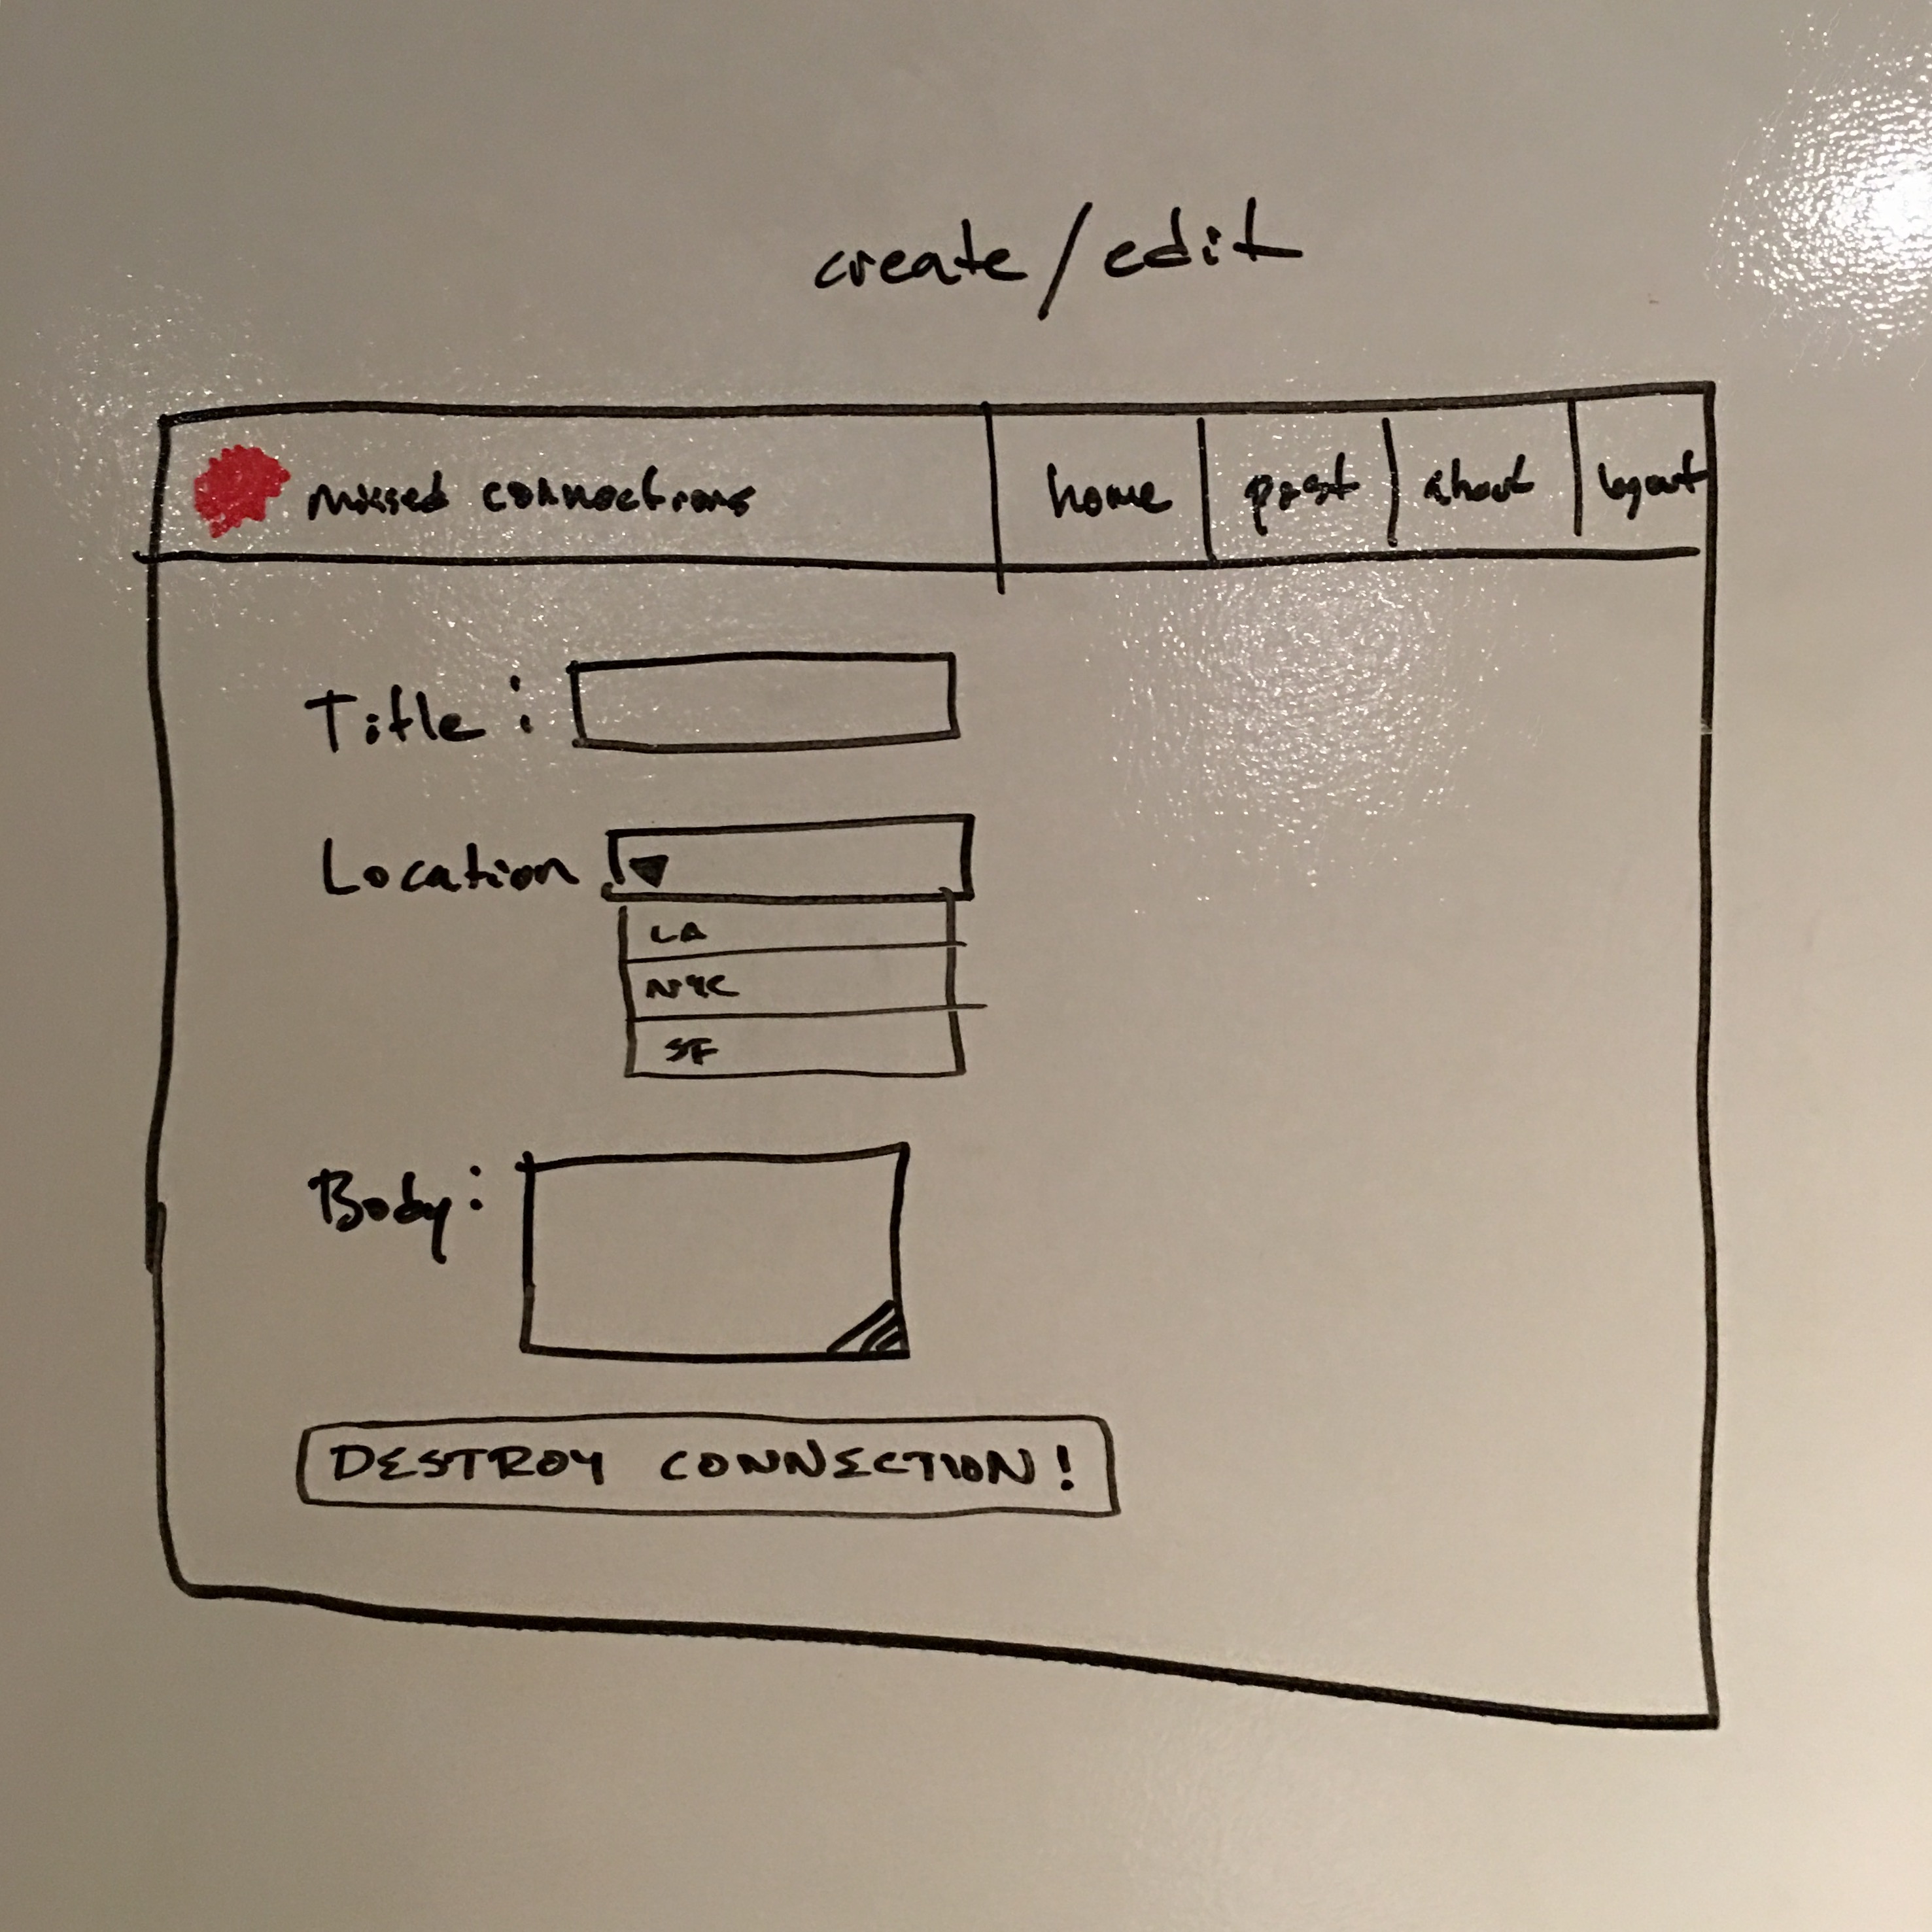 create/edit
missed connections home post about logout
Title:
Location
LA
NYC
SF
Body:
DESTROY CONNECTION!